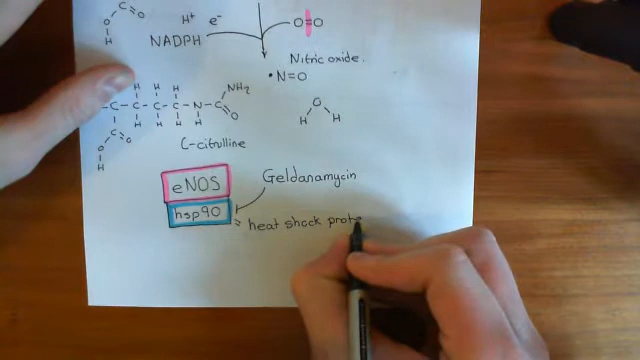 C O
O
H
H⁺ e⁻
NADPH
O=O
Nitric oxide.
•N=O
H H H NH₂
-C-C-C-C-N-C
H H H H O
C O
O
H
O
H H
C-citrulline
eNOS
Geldanamycin
hsp90
= heat shock prote